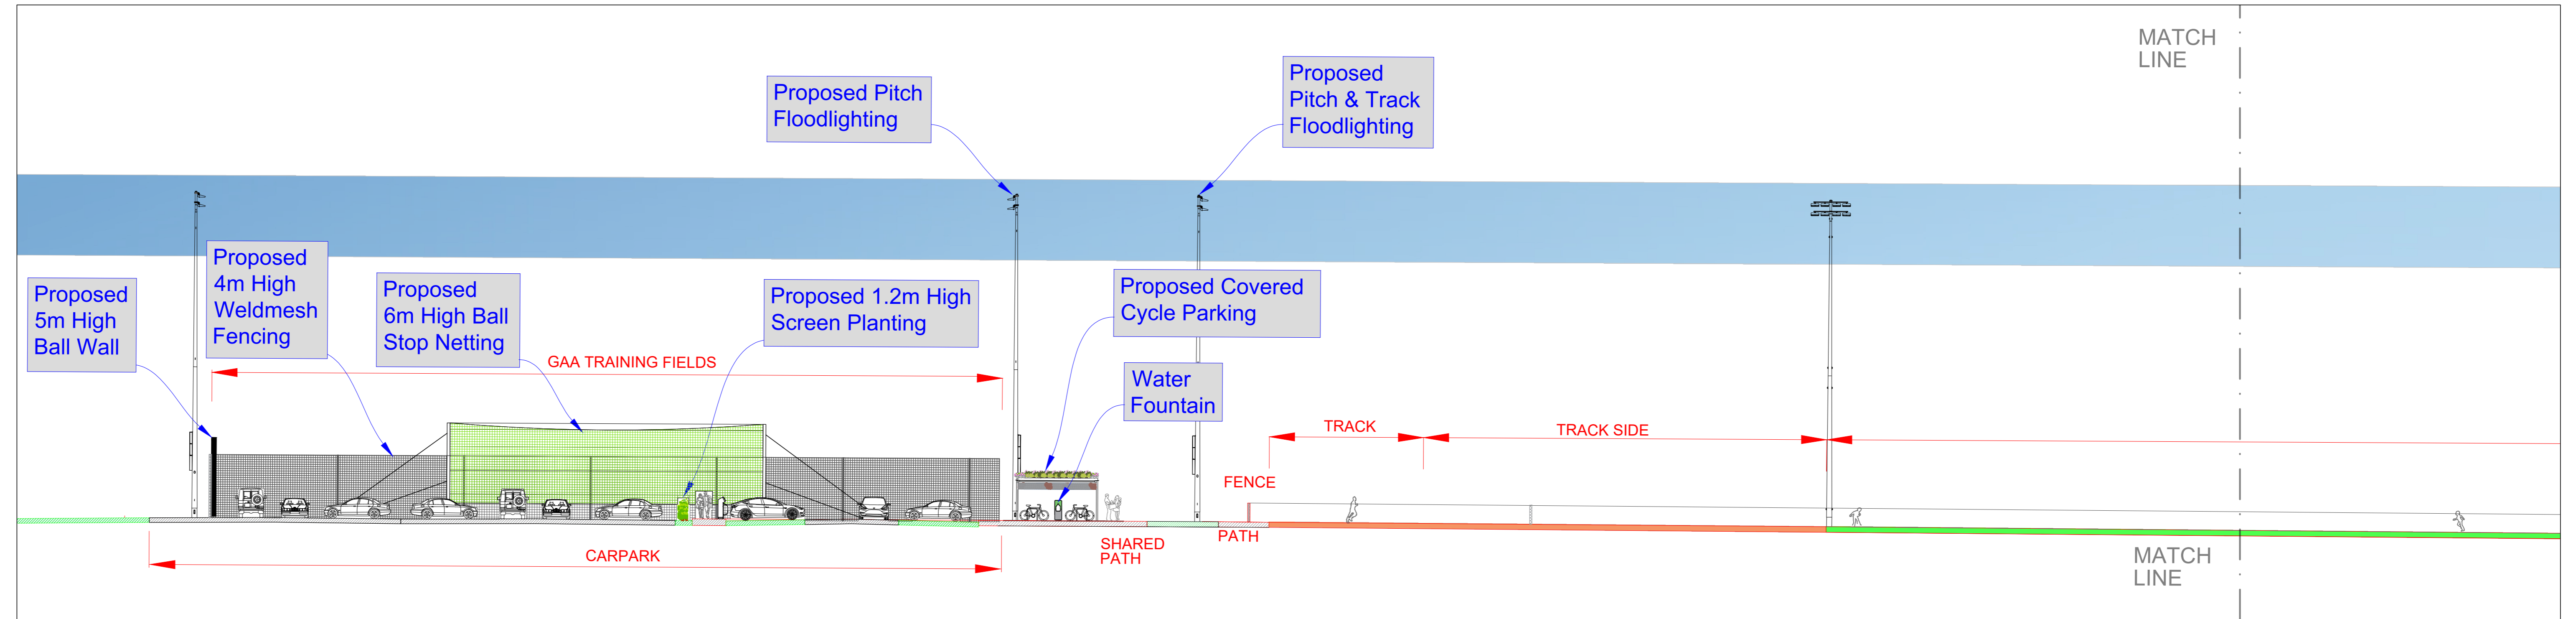 MATCH
LINE
Proposed
Pitch & Track
Floodlighting
Proposed Pitch
Floodlighting
Proposed
5m High
Ball Wall
Proposed
4m High
Weldmesh
Fencing
Proposed
6m High Ball
Stop Netting
Proposed 1.2m High
Screen Planting
Proposed Covered
Cycle Parking
Water
Fountain
GAA TRAINING FIELDS
TRACK
TRACK SIDE
FENCE
CARPARK
SHARED
PATH
PATH
MATCH
LINE